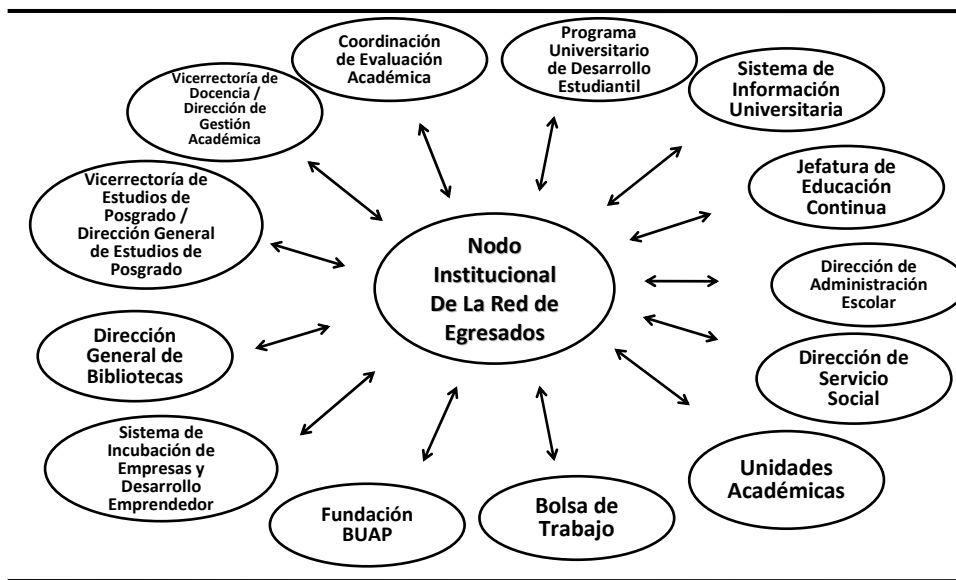 Coordinación
de Evaluación
Académica
Programa
Universitario
de Desarrollo
Estudiantil
Sistema de
Información
Universitaria
Vicerrectoría de
Docencia /
Dirección de
Gestión
Académica
Jefatura de
Educación
Continua
Vicerrectoría de
Estudios de
Posgrado /
Dirección General
de Estudios de
Posgrado
Nodo
Institucional
De La Red de
Egresados
Dirección de
Administración
Escolar
Dirección
General de
Bibliotecas
Dirección de
Servicio
Social
Sistema de
Incubación de
Empresas y
Desarrollo
Emprendedor
Unidades
Académicas
Fundación
BUAP
Bolsa de
Trabajo